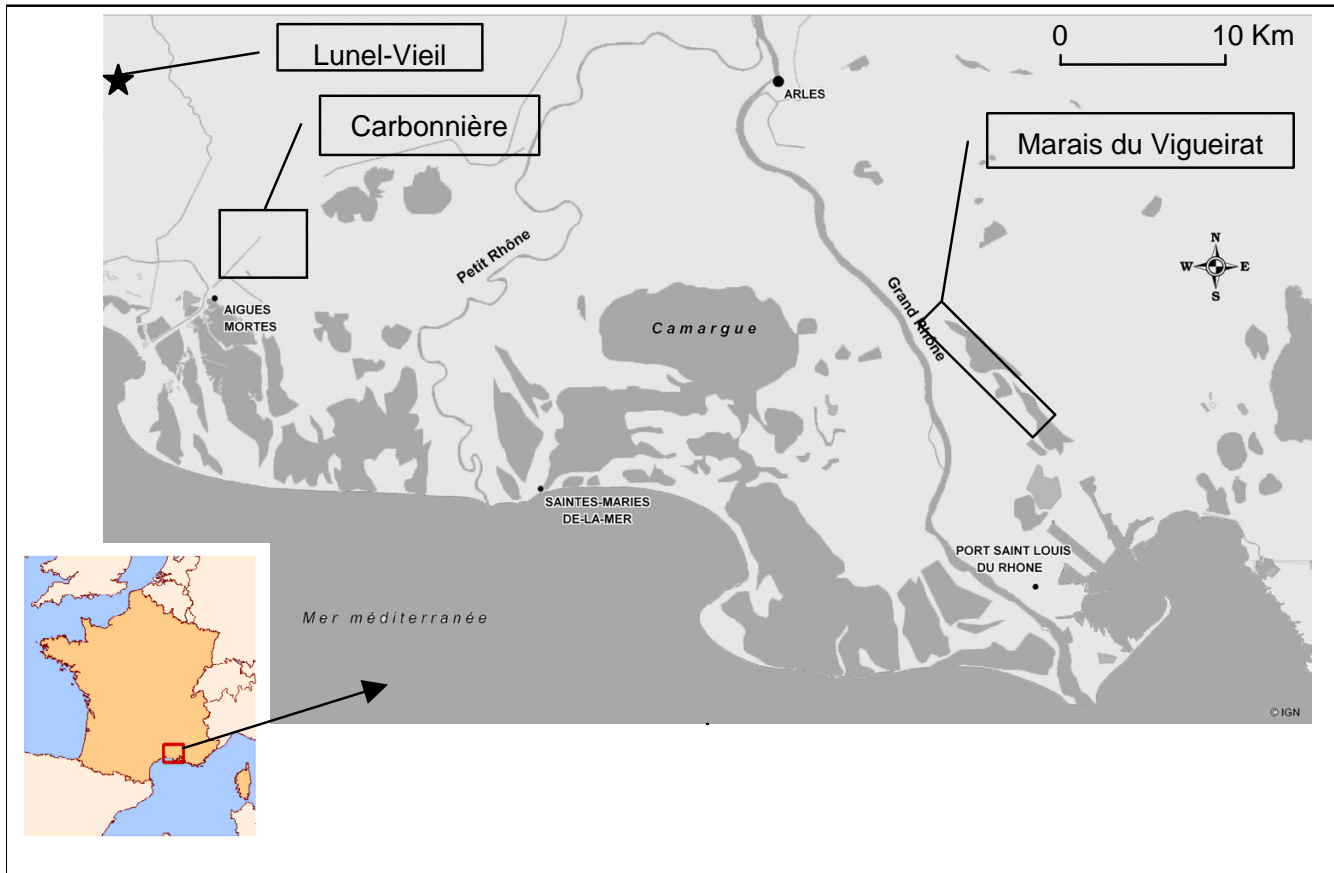 Lunel-Vieil
0 10 Km
ARLES
Carbonnière
Marais du Vigueirat
Petit Rhône
N
W E
S
Grand Rhône
AIGUES
MORTES
Camargue
SAINTES-MARIES
DE-LA-MER
PORT SAINT LOUIS
DU RHONE
Mer méditerranée
© IGN